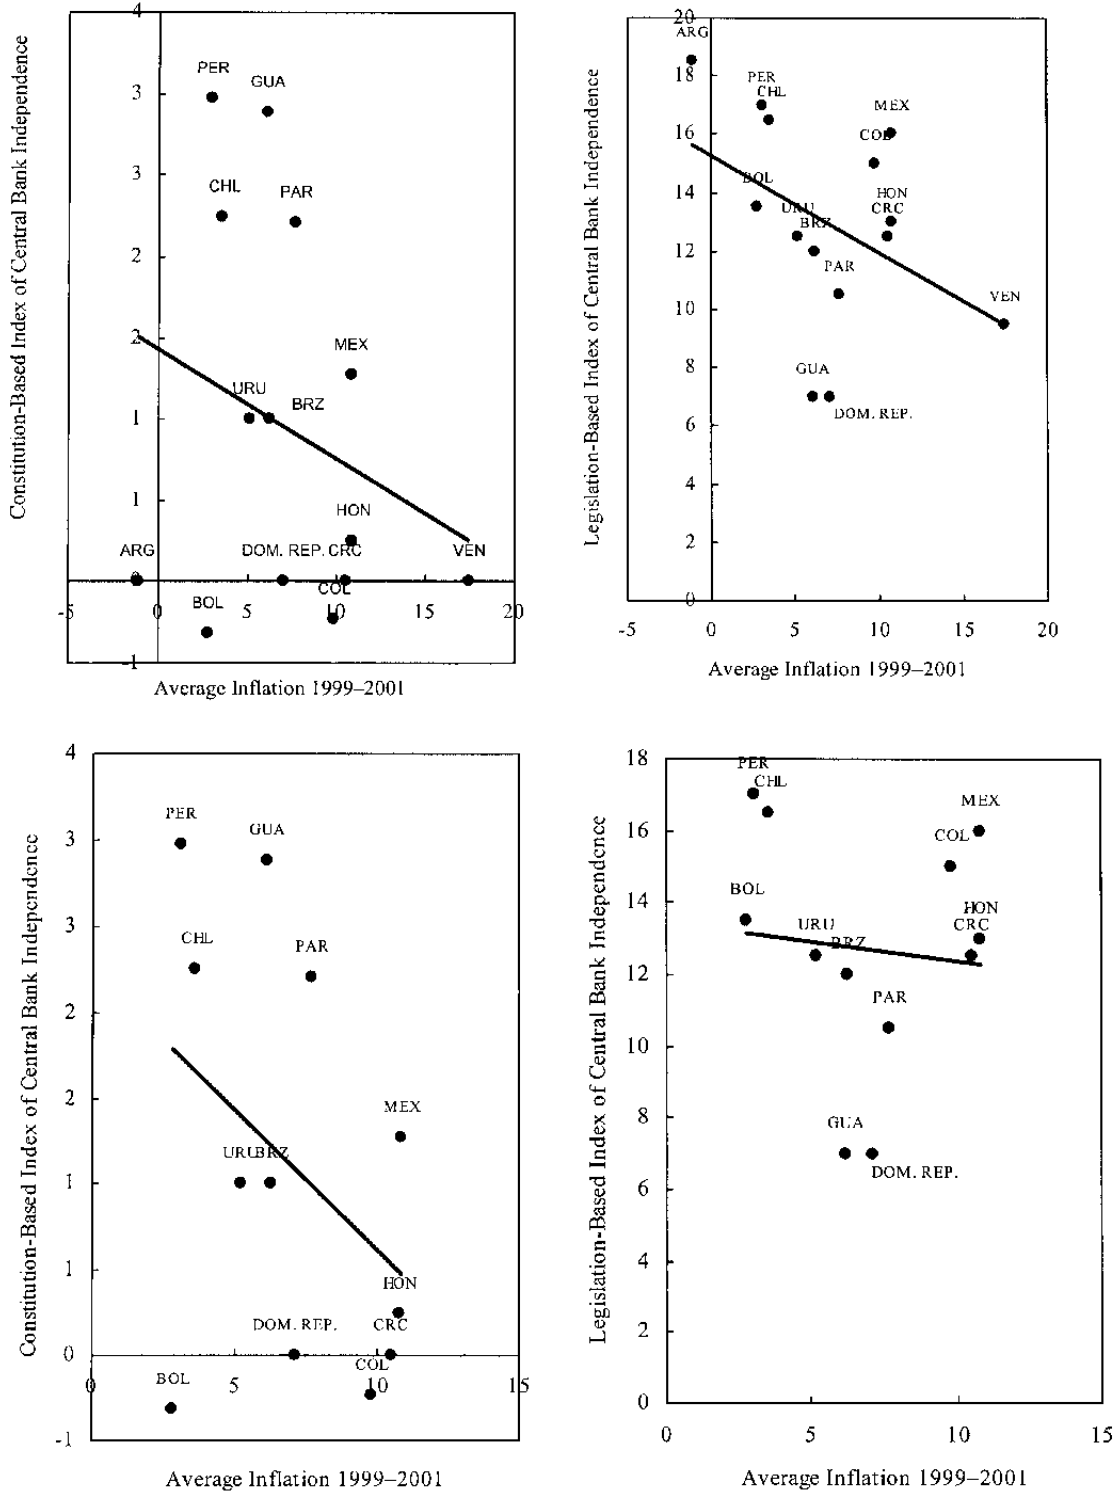 4
3
3
2
2
1
1
0
-1
Constitution-Based Index of Central Bank Independence
PER
GUA
CHL
PAR
MEX
URU
BRZ
HON
ARG
DOM. REP. CRC
VEN
COL
BOL
-5 0 5 10 15 20
Average Inflation 1999–2001
20
18
16
14
12
10
8
6
4
2
0
Legislation-Based Index of Central Bank Independence
ARG
PER
CHL
MEX
COL
BOL
HON
URU
CRC
BRZ
PAR
VEN
GUA
DOM. REP.
-5 0 5 10 15 20
Average Inflation 1999–2001
4
3
3
2
2
1
1
0
-1
Constitution-Based Index of Central Bank Independence
PER
GUA
CHL
PAR
MEX
URU BRZ
HON
DOM. REP.
CRC
COL
BOL
0 5 10 15
Average Inflation 1999–2001
18
16
14
12
10
8
6
4
2
0
Legislation-Based Index of Central Bank Independence
PER
CHL
MEX
COL
BOL
HON
URU
CRC
BRZ
PAR
GUA
DOM. REP.
0 5 10 15
Average Inflation 1999–2001